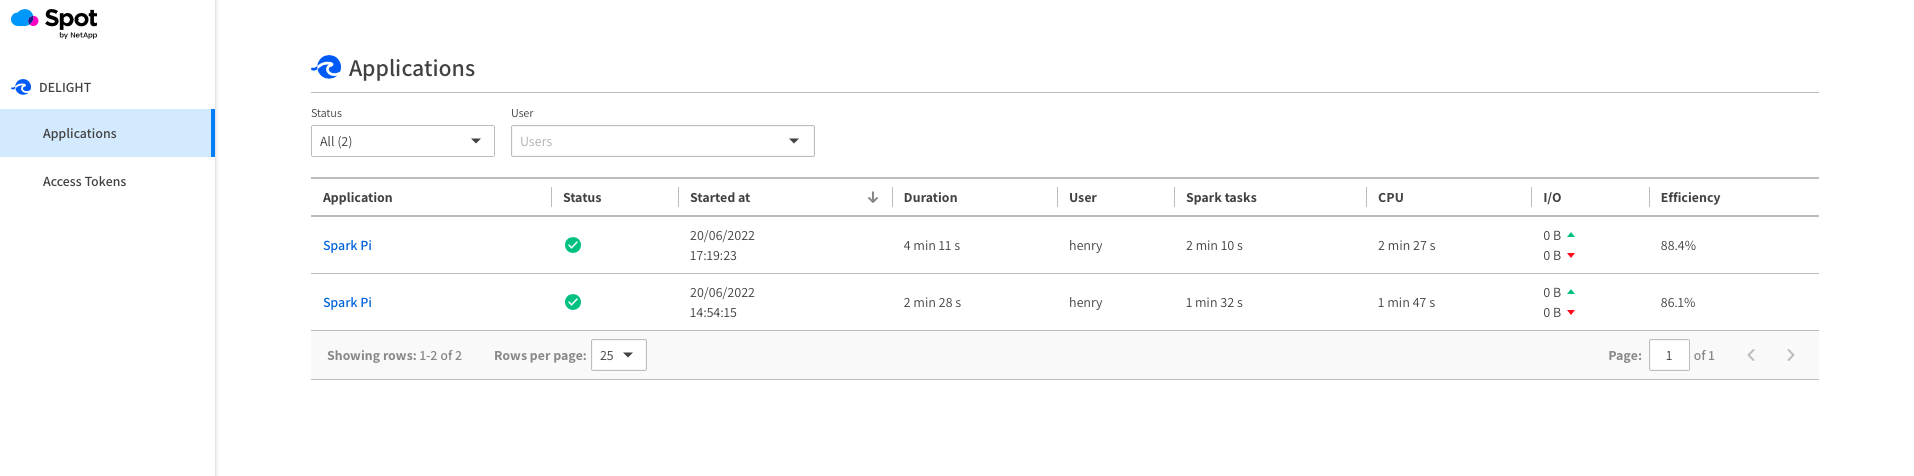 Spot
by NetApp
DELIGHT
Applications
Access Tokens
Applications
Status User
All (2) Users
Application Status Started at Duration User Spark tasks CPU I/O Efficiency
Spark Pi 20/06/2022 17:19:23 4 min 11 s henry 2 min 10 s 2 min 27 s 0 B 0 B 88.4%
Spark Pi 20/06/2022 14:54:15 2 min 28 s henry 1 min 32 s 1 min 47 s 0 B 0 B 86.1%
Showing rows: 1-2 of 2 Rows per page: 25 Page: 1 of 1